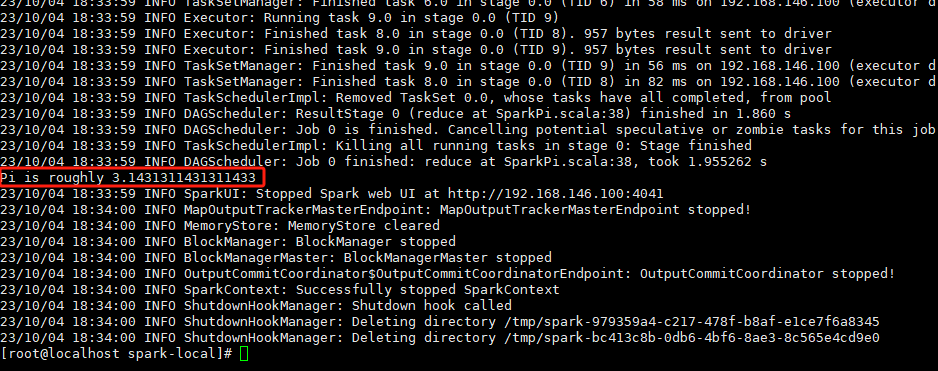 23/10/04 18:33:59 INFO TaskSetManager: Finished task 6.0 in stage 0.0 (TID 6) in 58 ms on 192.168.146.100 (executor d
23/10/04 18:33:59 INFO Executor: Running task 9.0 in stage 0.0 (TID 9)
23/10/04 18:33:59 INFO Executor: Finished task 8.0 in stage 0.0 (TID 8). 957 bytes result sent to driver
23/10/04 18:33:59 INFO Executor: Finished task 9.0 in stage 0.0 (TID 9). 957 bytes result sent to driver
23/10/04 18:33:59 INFO TaskSetManager: Finished task 9.0 in stage 0.0 (TID 9) in 56 ms on 192.168.146.100 (executor d
23/10/04 18:33:59 INFO TaskSetManager: Finished task 8.0 in stage 0.0 (TID 8) in 82 ms on 192.168.146.100 (executor d
23/10/04 18:33:59 INFO TaskSchedulerImpl: Removed TaskSet 0.0, whose tasks have all completed, from pool
23/10/04 18:33:59 INFO DAGScheduler: ResultStage 0 (reduce at SparkPi.scala:38) finished in 1.860 s
23/10/04 18:33:59 INFO DAGScheduler: Job 0 is finished. Cancelling potential speculative or zombie tasks for this job
23/10/04 18:33:59 INFO TaskSchedulerImpl: Killing all running tasks in stage 0: Stage finished
23/10/04 18:33:59 INFO DAGScheduler: Job 0 finished: reduce at SparkPi.scala:38, took 1.955262 s
Pi is roughly 3.1431311431311433
23/10/04 18:33:59 INFO SparkUI: Stopped Spark web UI at http://192.168.146.100:4041
23/10/04 18:34:00 INFO MapOutputTrackerMasterEndpoint: MapOutputTrackerMasterEndpoint stopped!
23/10/04 18:34:00 INFO MemoryStore: MemoryStore cleared
23/10/04 18:34:00 INFO BlockManager: BlockManager stopped
23/10/04 18:34:00 INFO BlockManagerMaster: BlockManagerMaster stopped
23/10/04 18:34:00 INFO OutputCommitCoordinator$OutputCommitCoordinatorEndpoint: OutputCommitCoordinator stopped!
23/10/04 18:34:00 INFO SparkContext: Successfully stopped SparkContext
23/10/04 18:34:00 INFO ShutdownHookManager: Shutdown hook called
23/10/04 18:34:00 INFO ShutdownHookManager: Deleting directory /tmp/spark-979359a4-c217-478f-b8af-e1ce7f6a8345
23/10/04 18:34:00 INFO ShutdownHookManager: Deleting directory /tmp/spark-bc413c8b-0db6-4bf6-8ae3-8c565e4cd9e0
[root@localhost spark-local]#